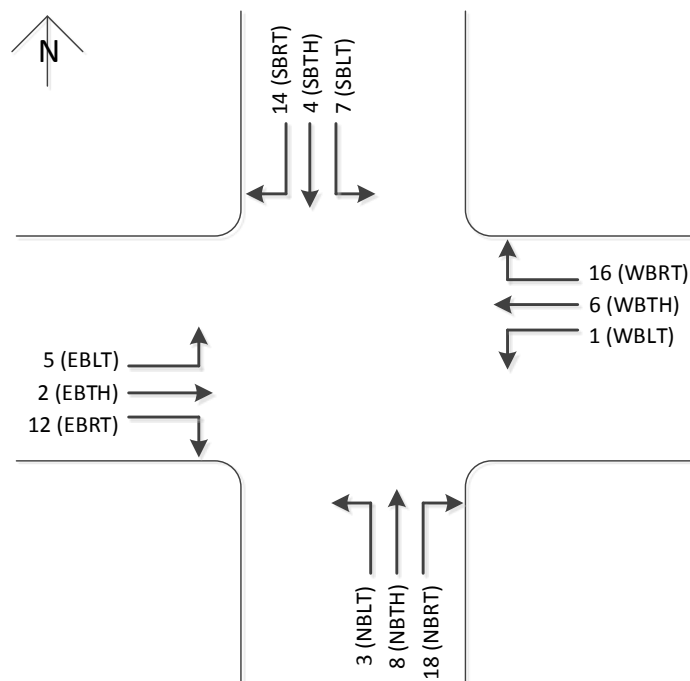 N
14 (SBRT)
4 (SBTH)
7 (SBLT)
16 (WBRT)
6 (WBTH)
1 (WBLT)
5 (EBLT)
2 (EBTH)
12 (EBRT)
3 (NBLT)
8 (NBTH)
18 (NBRT)